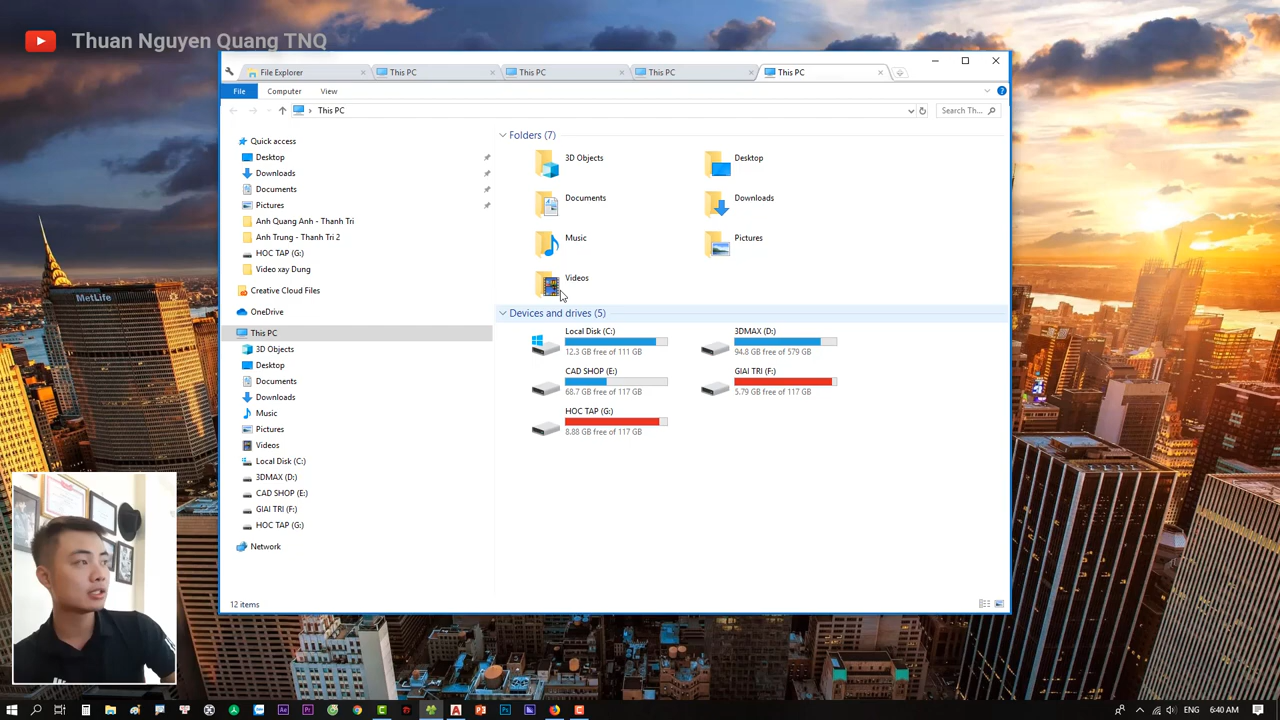 Thuan Nguyen Quang TNQ
File Explorer
This PC
This PC
This PC
This PC
File
Computer
View
This PC
Search Th...
Quick access
Desktop
Downloads
Documents
Pictures
Anh Quang Anh - Thanh Tri
Anh Trung - Thanh Tri 2
HOC TAP (G:)
Video xay Dung
Creative Cloud Files
OneDrive
This PC
3D Objects
Desktop
Documents
Downloads
Music
Pictures
Videos
Local Disk (C:)
3DMAX (D:)
CAD SHOP (E:)
GIAI TRI (F:)
HOC TAP (G:)
Network
Folders (7)
3D Objects
Desktop
Documents
Downloads
Music
Pictures
Videos
Devices and drives (5)
Local Disk (C:)
12.3 GB free of 111 GB
3DMAX (D:)
94.8 GB free of 579 GB
CAD SHOP (E:)
68.7 GB free of 117 GB
GIAI TRI (F:)
5.79 GB free of 117 GB
HOC TAP (G:)
8.88 GB free of 117 GB
12 items
MetLife
6:40 AM